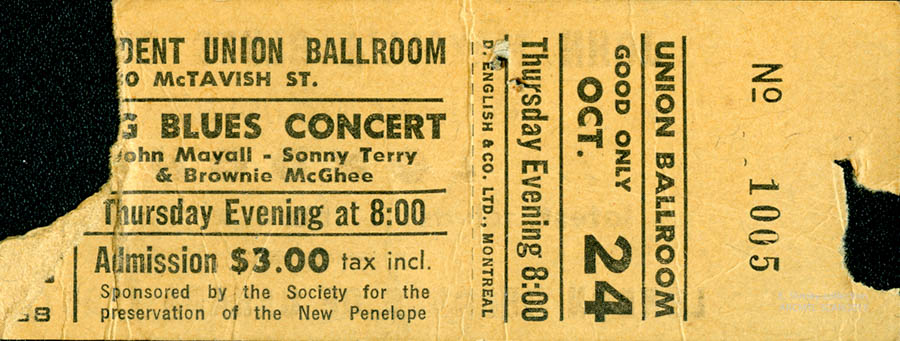 DENT UNION BALLROOM
0 McTAVISH ST.
G BLUES CONCERT
John Mayall - Sonny Terry
& Brownie McGhee
Thursday Evening at 8:00
Admission $3.00 tax incl.
Sponsored by the Society for the
preservation of the New Penelope
8
D. ENGLISH & CO. LTD., MONTREAL
Thursday Evening 8:00
OCT. 24
GOOD ONLY
UNION BALLROOM
No. 1005